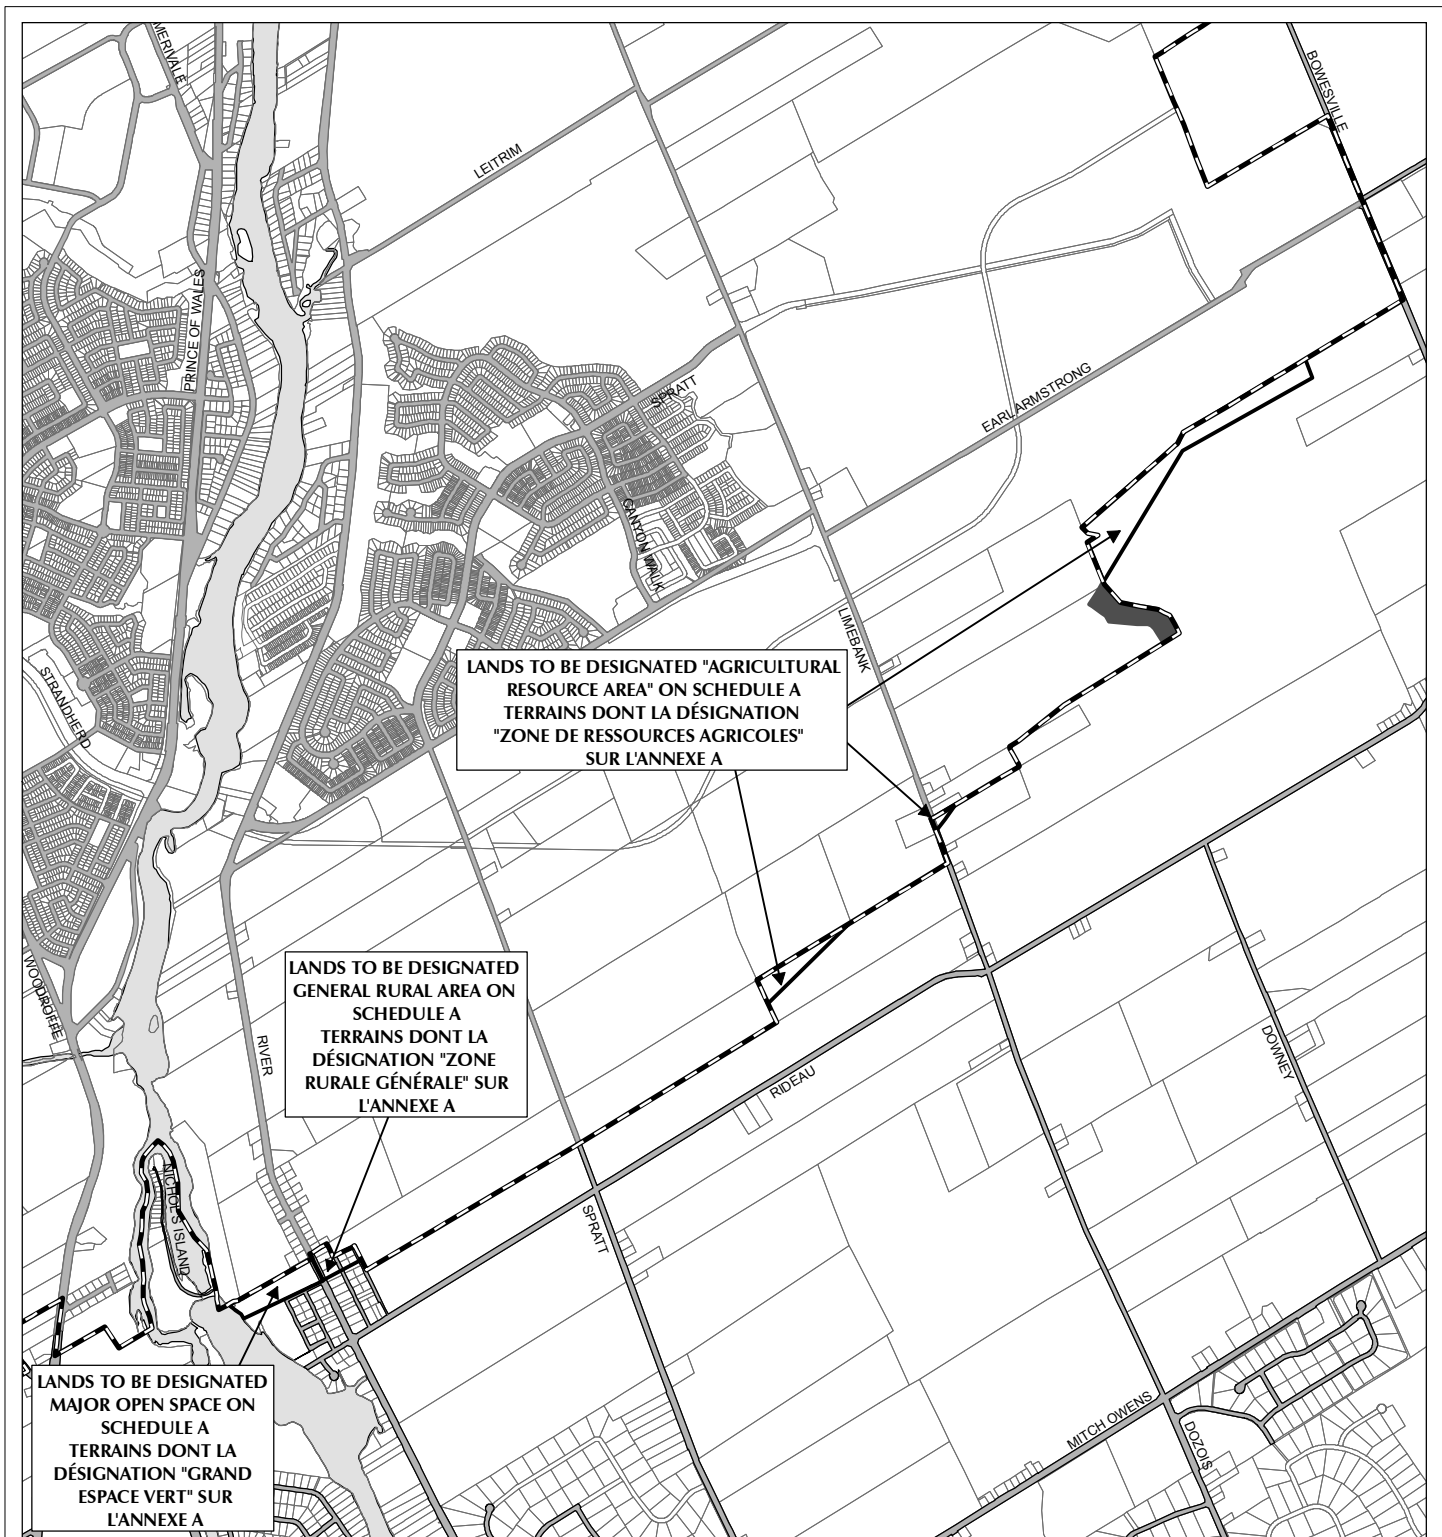 MERIVALE
BOWESVILLE
LEITRIM
PRINCE OF WALES
SPRATT
EARL ARMSTRONG
CANYON WALK
LIMEBANK
STRANDHERD
LANDS TO BE DESIGNATED "AGRICULTURAL
RESOURCE AREA" ON SCHEDULE A
TERRAINS DONT LA DÉSIGNATION
"ZONE DE RESSOURCES AGRICOLES"
SUR L'ANNEXE A
WOODROFFE
LANDS TO BE DESIGNATED
GENERAL RURAL AREA ON
SCHEDULE A
TERRAINS DONT LA
DÉSIGNATION "ZONE
RURALE GÉNÉRALE" SUR
L'ANNEXE A
RIVER
RIDEAU
DOWNEY
NICHOL'S ISLAND
SPRATT
LANDS TO BE DESIGNATED
MAJOR OPEN SPACE ON
SCHEDULE A
TERRAINS DONT LA
DÉSIGNATION "GRAND
ESPACE VERT" SUR
L'ANNEXE A
MITCH OWENS
DOZOIS